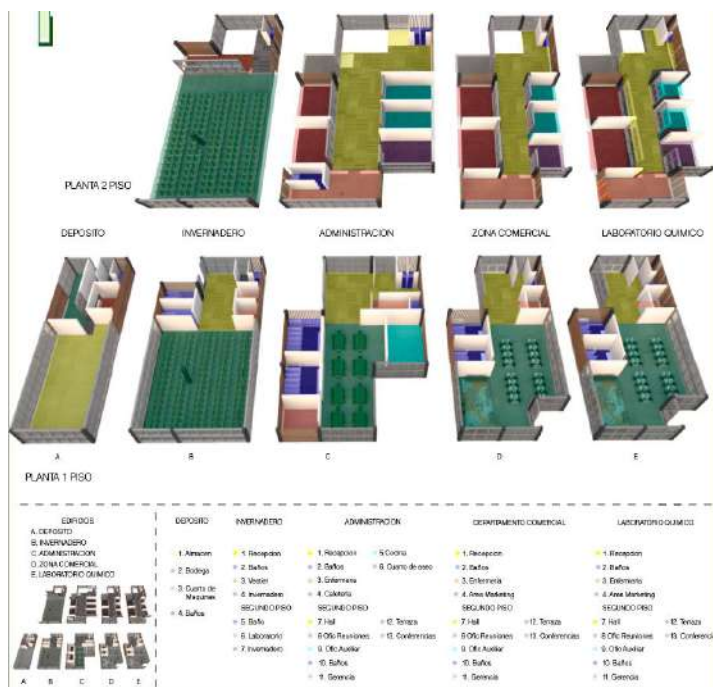 PLANTA 2 PISO
DEPOSITO INVERNADERO ADMINISTRACION ZONA COMERCIAL LABORATORIO QUIMICO
A B C D E
PLANTA 1 PISO
EDIFICIOS
A. DEPOSITO
B. INVERNADERO
C. ADMINISTRACION
D. ZONA COMERCIAL
E. LABORATORIO QUIMICO
A B C D E
DEPOSITO
1. Almacen
2. Bodega
3. Cuarto de
Maquines
4. Baños
INVERNADERO
1. Recepcion
2. Baños
3. Vestier
4. Invernadero
SEGUNDO PISO
5. Baño
6. Laboratorio
7. Invernadero
ADMINISTRACION
1. Recepcion 5. Cocina
2. Baños 6. Cuarto de aseo
3. Enfermeria
4. Cafeteria
SEGUNDO PISO
7. Hall 12. Terraza
8. Ofic Reuniones 13. Conferencias
9. Ofic Auxiliar
10. Baños
11. Gerencia
DEPARTAMENTO COMERCIAL
1. Recepcion
2. Baños
3. Enfermeria
4. Area Marketing
SEGUNDO PISO
7. Hall 12. Terraza
8. Ofic Reuniones 13. Conferencias
9. Ofic Auxiliar
10. Baños
11. Gerencia
LABORATORIO QUIMICO
1. Recepcion
2. Baños
3. Enfermeria
4. Area Marketing
SEGUNDO PISO
7. Hall 12. Terraza
8. Ofic Reuniones 13. Conferencias
9. Ofic Auxiliar
10. Baños
11. Gerencia